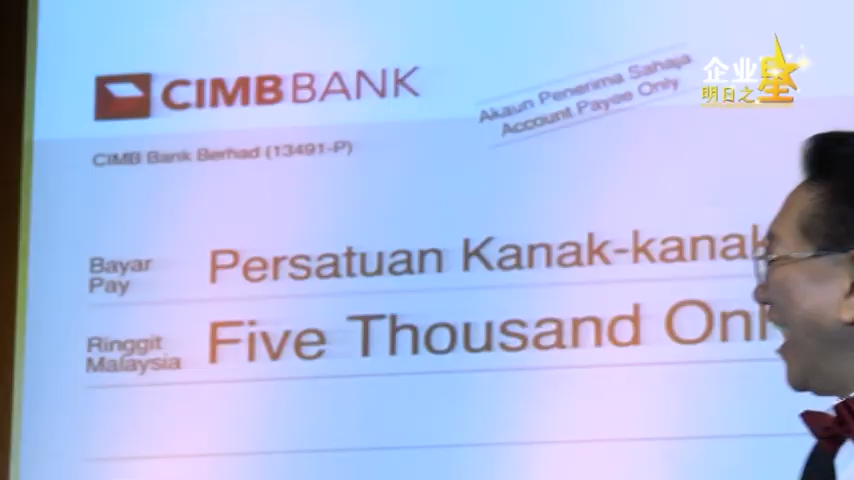 CIMB BANK
Akaun Penerima Sahaja
Account Payee Only
企业
明日之星
CIMB Bank Berhad (13491-P)
Bayar
Pay
Persatuan Kanak-kanak
Ringgit
Malaysia
Five Thousand Onl